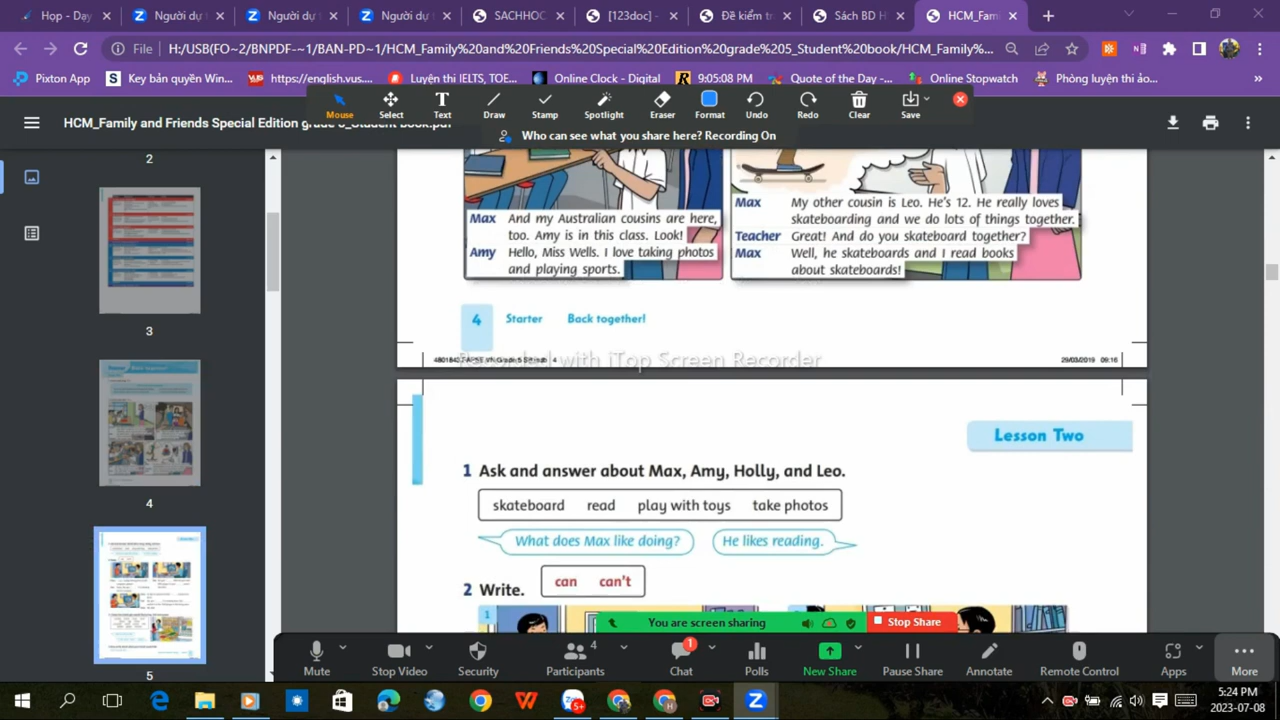 Họp - Dạy
Người dự t
Người dự t
Người dự t
SACHHOC
[123doc] -
Đề kiểm tr
Sách BD H
HCM_Fami
File
H:/USB(FO~2/BNPDF-~1/BAN-PD~1/HCM_Family%20and%20Friends%20Special%20Edition%20grade%205_Student%20book/HCM_Family%...
Pixton App
Key bản quyền Win...
https://english.vus....
Luyện thi IELTS, TOE...
Online Clock - Digital
9:05:08 PM
Quote of the Day -...
Online Stopwatch
Phòng luyện thi ảo...
»
Mouse
Select
Text
Draw
Stamp
Spotlight
Eraser
Format
Undo
Redo
Clear
Save
HCM_Family and Friends Special Edition grade 5_Student book.pdf
Who can see what you share here? Recording On
2
3
4
5
Max And my Australian cousins are here,
too. Amy is in this class. Look!
Amy Hello, Miss Wells. I love taking photos
and playing sports.
Max My other cousin is Leo. He's 12. He really loves
skateboarding and we do lots of things together.
Teacher Great! And do you skateboard together?
Max Well, he skateboards and I read books
about skateboards!
4 Starter Back together!
29/03/2019 09:16
Recorded with iTop Screen Recorder
Lesson Two
1 Ask and answer about Max, Amy, Holly, and Leo.
skateboard read play with toys take photos
What does Max like doing?
He likes reading.
2 Write.
can can't
1
You are screen sharing
Stop Share
Mute
Stop Video
Security
4
Participants
1
Chat
Polls
New Share
Pause Share
Annotate
Remote Control
Apps
More
5+
5:24 PM
2023-07-08